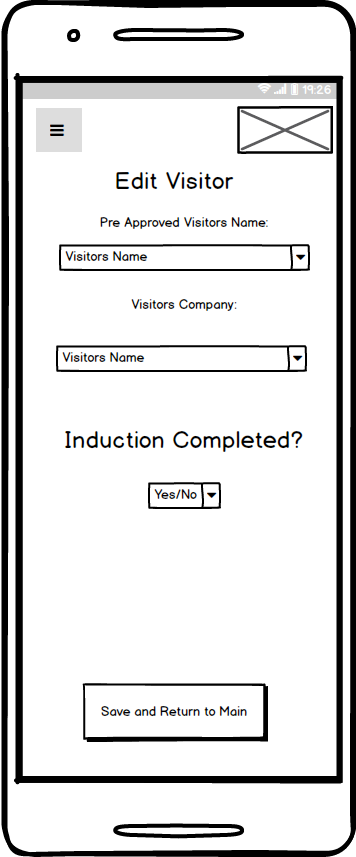 19:26
Edit Visitor
Pre Approved Visitors Name:
Visitors Name
Visitors Company:
Visitors Name
Induction Completed?
Yes/No
Save and Return to Main